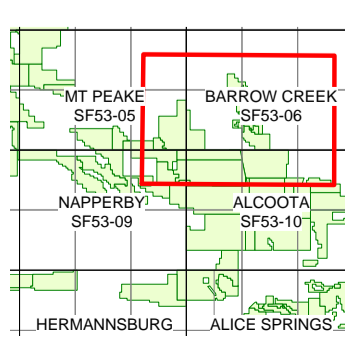 MT PEAKE
SF53-05
BARROW CREEK
SF53-06
NAPPERBY
SF53-09
ALCOOTA
SF53-10
HERMANNSBURG
ALICE SPRINGS